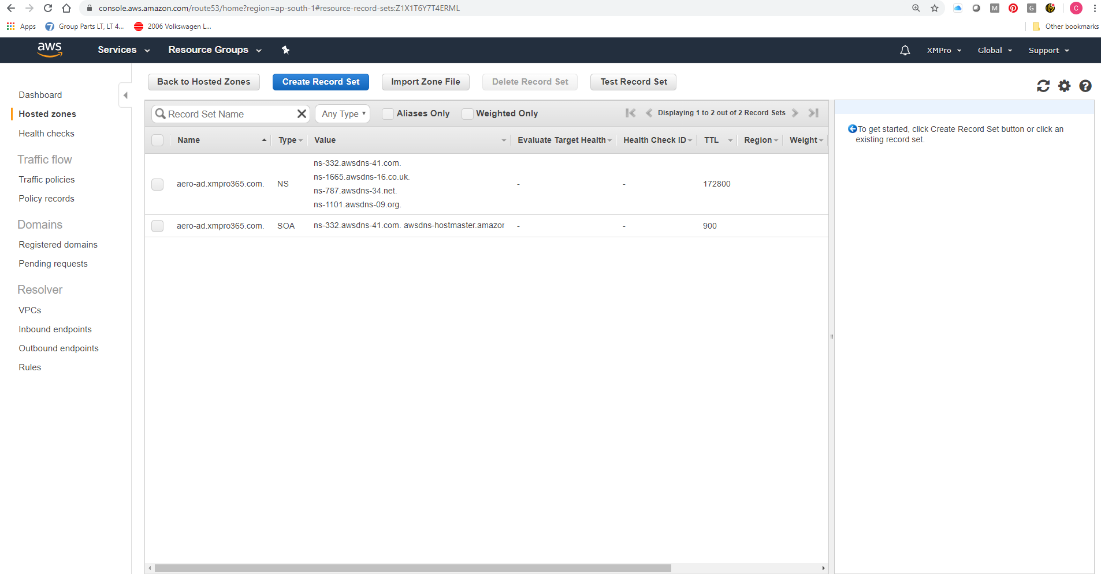 console.aws.amazon.com/route53/home?region=ap-south-1#resource-record-sets:Z1X1T6Y7T4ERML
Apps Group Parts LT, LT 4... 2006 Volkswagen L... Other bookmarks
aws Services Resource Groups XMPro Global Support
Back to Hosted Zones Create Record Set Import Zone File Delete Record Set Test Record Set
Dashboard
Hosted zones
Health checks
Traffic flow
Traffic policies
Policy records
Domains
Registered domains
Pending requests
Resolver
VPCs
Inbound endpoints
Outbound endpoints
Rules
Record Set Name Any Type Aliases Only Weighted Only Displaying 1 to 2 out of 2 Record Sets
Name Type Value Evaluate Target Health Health Check ID TTL Region Weight
ns-332.awsdns-41.com.
ns-1665.awsdns-16.co.uk.
aero-ad.xmpro365.com. NS - - 172800
ns-787.awsdns-34.net.
ns-1101.awsdns-09.org.
aero-ad.xmpro365.com. SOA ns-332.awsdns-41.com. awsdns-hostmaster.amazor - - 900
To get started, click Create Record Set button or click an
existing record set.